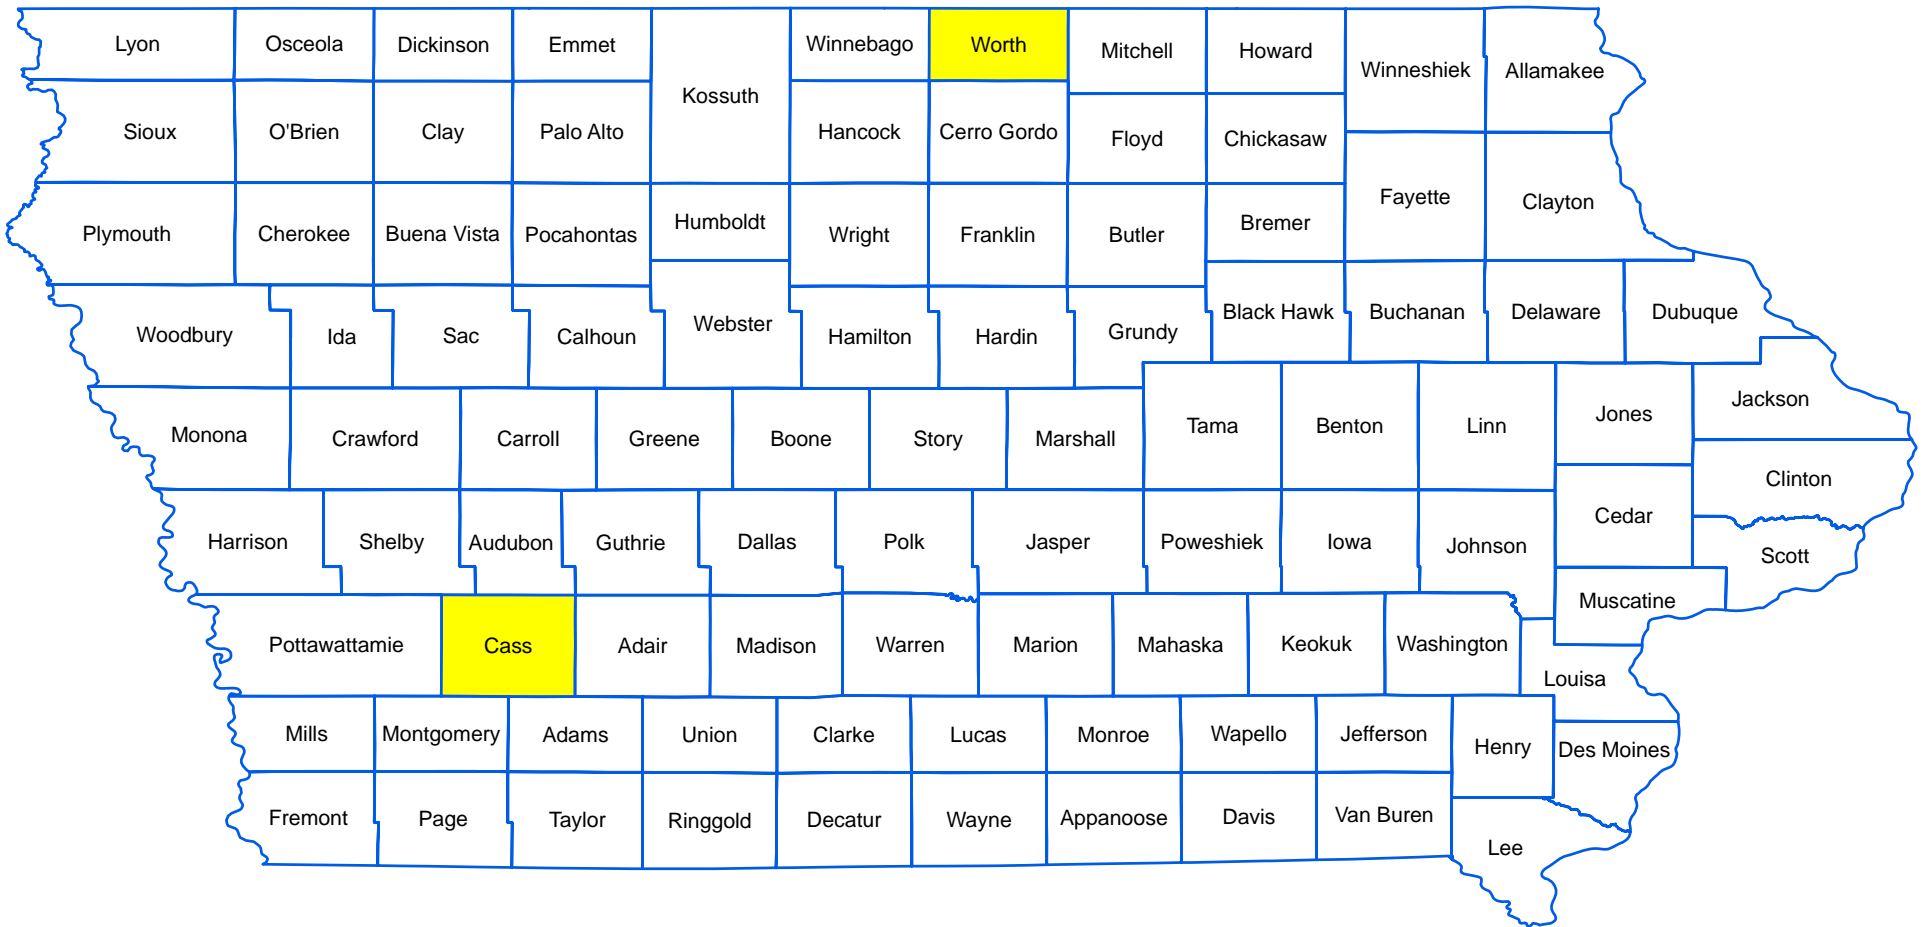 Lyon
Osceola
Dickinson
Emmet
Kossuth
Winnebago
Worth
Mitchell
Howard
Winneshiek
Allamakee
Sioux
O'Brien
Clay
Palo Alto
Hancock
Cerro Gordo
Floyd
Chickasaw
Fayette
Clayton
Plymouth
Cherokee
Buena Vista
Pocahontas
Humboldt
Wright
Franklin
Butler
Bremer
Woodbury
Ida
Sac
Calhoun
Webster
Hamilton
Hardin
Grundy
Black Hawk
Buchanan
Delaware
Dubuque
Monona
Crawford
Carroll
Greene
Boone
Story
Marshall
Tama
Benton
Linn
Jones
Jackson
Clinton
Harrison
Shelby
Audubon
Guthrie
Dallas
Polk
Jasper
Poweshiek
Iowa
Johnson
Cedar
Scott
Muscatine
Pottawattamie
Cass
Adair
Madison
Warren
Marion
Mahaska
Keokuk
Washington
Louisa
Mills
Montgomery
Adams
Union
Clarke
Lucas
Monroe
Wapello
Jefferson
Henry
Des Moines
Fremont
Page
Taylor
Ringgold
Decatur
Wayne
Appanoose
Davis
Van Buren
Lee